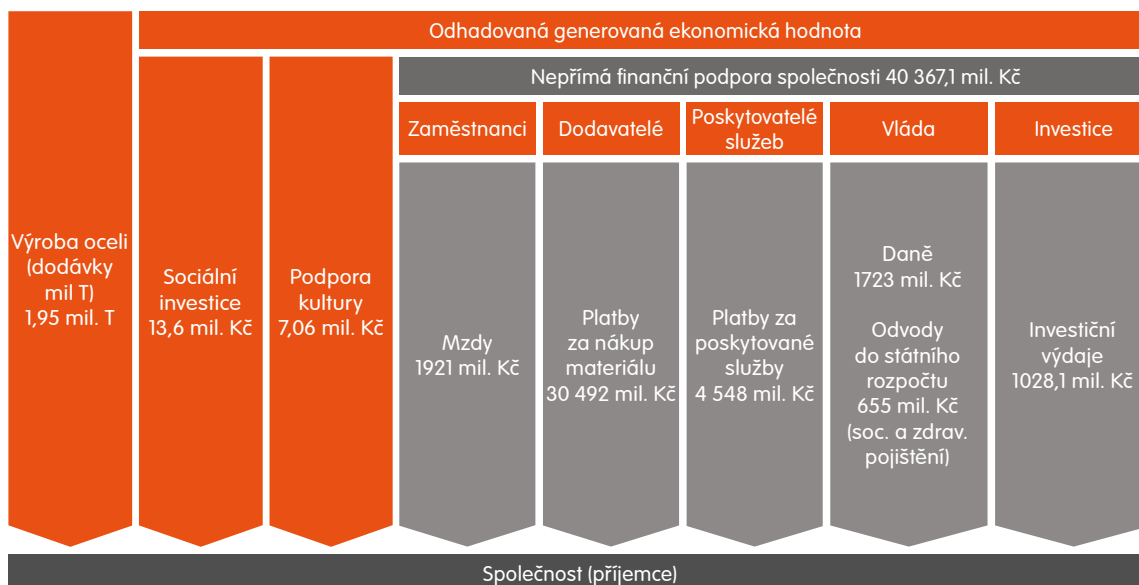 Odhadovaná generovaná ekonomická hodnota
Nepřímá finanční podpora společnosti 40 367,1 mil. Kč
Zaměstnanci
Dodavatelé
Poskytovatelé
služeb
Vláda
Investice
Výroba oceli
(dodávky
mil T)
1,95 mil. T
Sociální
investice
13,6 mil. Kč
Podpora
kultury
7,06 mil. Kč
Mzdy
1921 mil. Kč
Platby
za nákup
materiálu
30 492 mil. Kč
Platby za
poskytované
služby
4 548 mil. Kč
Daně
1723 mil. Kč
Odvody
do státního
rozpočtu
655 mil. Kč
(soc. a zdrav.
pojištění)
Investiční
výdaje
1028,1 mil. Kč
Společnost (příjemce)